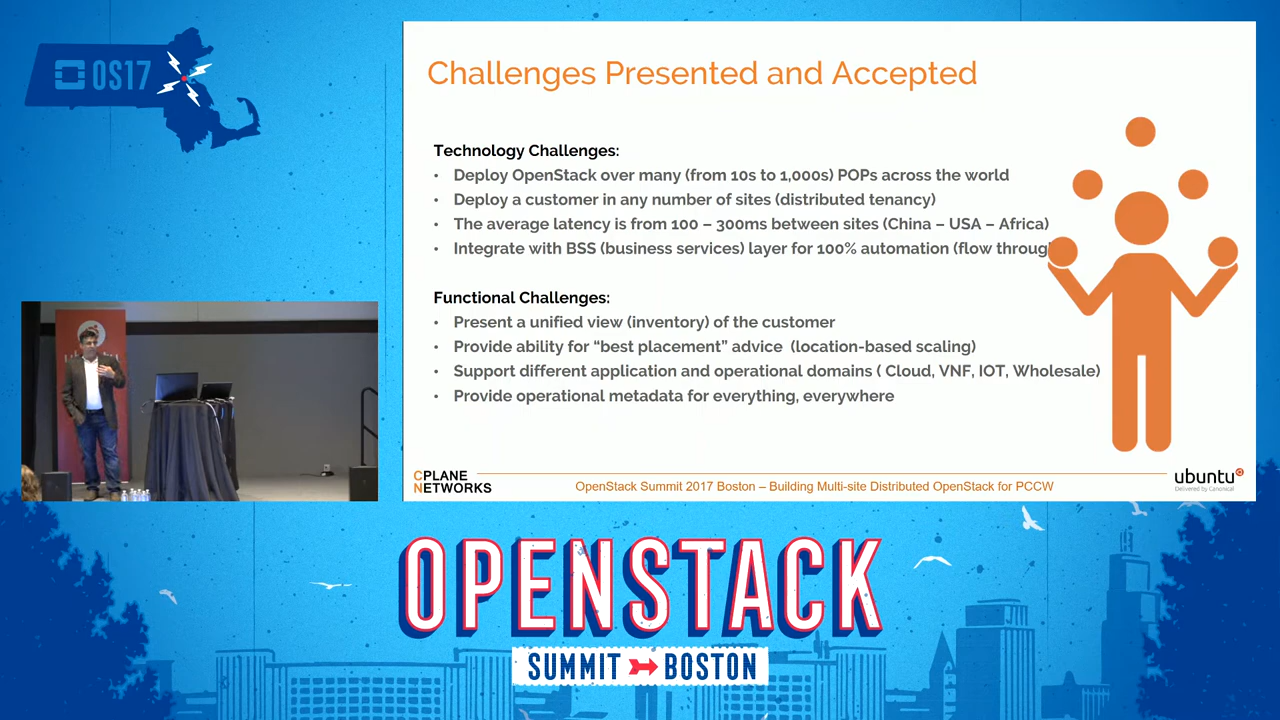 OS17
Challenges Presented and Accepted
Technology Challenges:
• Deploy OpenStack over many (from 10s to 1,000s) POPs across the world
• Deploy a customer in any number of sites (distributed tenancy)
• The average latency is from 100 – 300ms between sites (China – USA – Africa)
• Integrate with BSS (business services) layer for 100% automation (flow throug
Functional Challenges:
• Present a unified view (inventory) of the customer
• Provide ability for “best placement” advice (location-based scaling)
• Support different application and operational domains ( Cloud, VNF, IOT, Wholesale)
• Provide operational metadata for everything, everywhere
CPLANE
NETWORKS
OpenStack Summit 2017 Boston – Building Multi-site Distributed OpenStack for PCCW
ubuntu
Delivered by Canonical
OPENSTACK
SUMMIT BOSTON